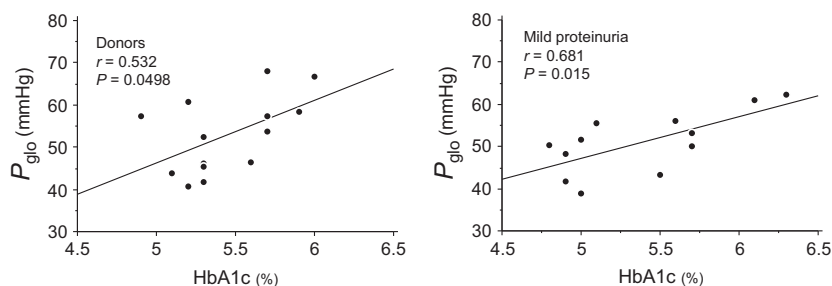 80
70
60
50
40
30
P glo (mmHg)
Donors
r = 0.532
P = 0.0498
4.5 5 5.5 6 6.5
HbA1c (%)
80
70
60
50
40
30
P glo (mmHg)
Mild proteinuria
r = 0.681
P = 0.015
4.5 5 5.5 6 6.5
HbA1c (%)